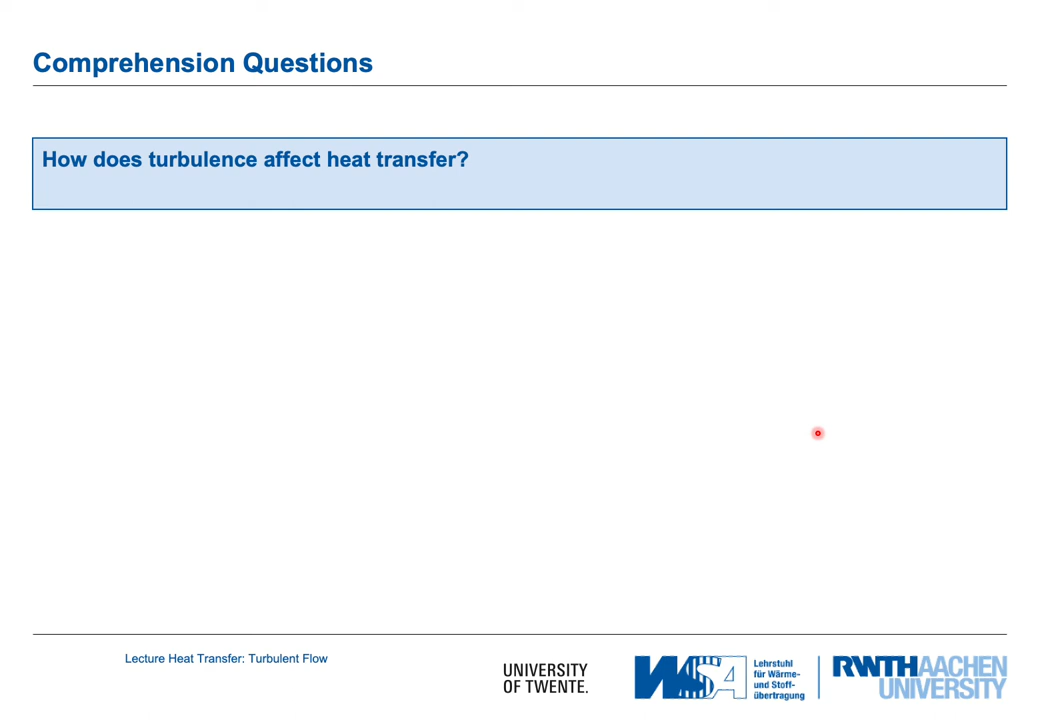 Comprehension Questions
How does turbulence affect heat transfer?
Lecture Heat Transfer: Turbulent Flow
UNIVERSITY
OF TWENTE.
WSA
Lehrstuhl
für Wärme-
und Stoff-
übertragung
RWTHAACHEN
UNIVERSITY